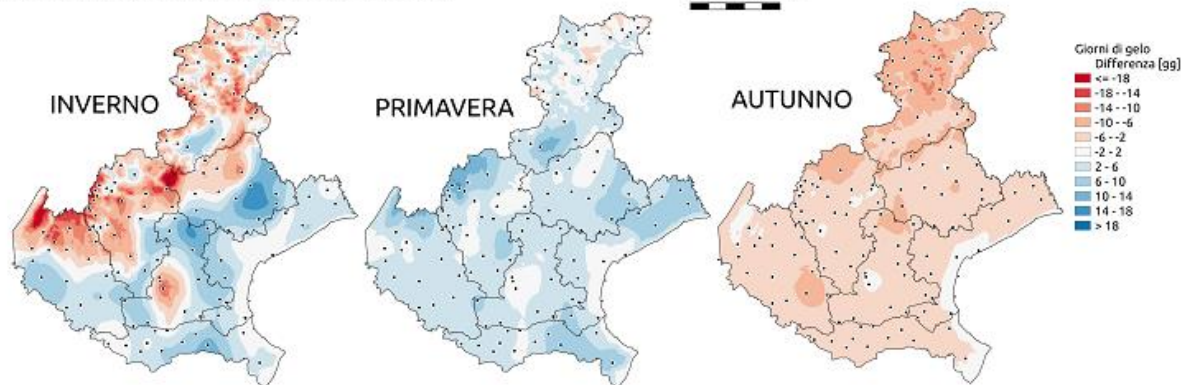 INVERNO
PRIMAVERA
AUTUNNO
Giorni di gelo
Differenza [gg]
<= -18
-18 - -14
-14 - -10
-10 - -6
-6 - -2
-2 - 2
2 - 6
6 - 10
10 - 14
14 - 18
> 18